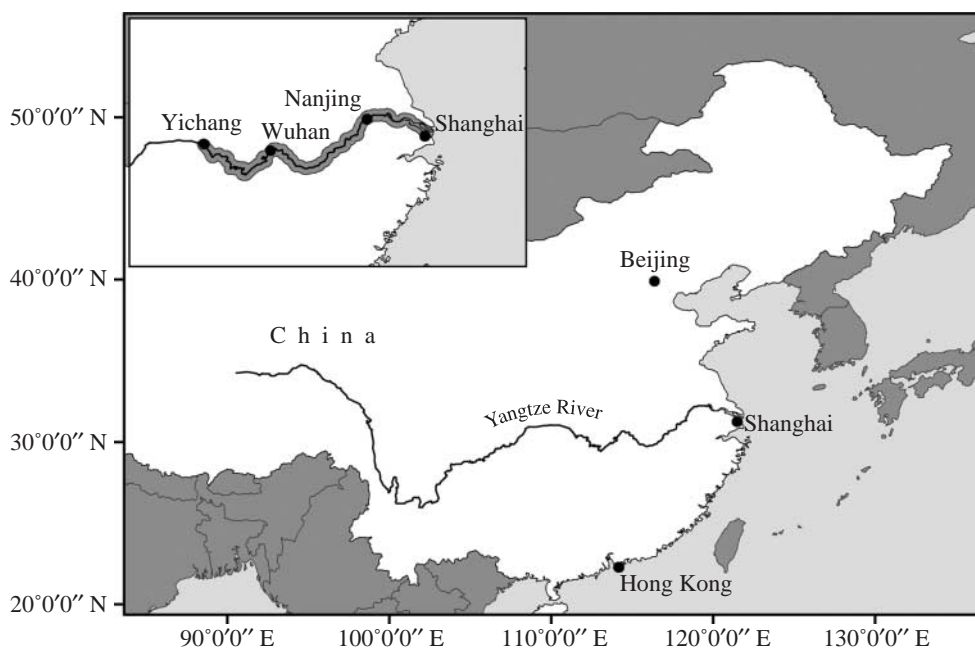 Nanjing
Yichang
Wuhan
Shanghai
50°0′0″ N
40°0′0″ N
30°0′0″ N
20°0′0″ N
Beijing
China
Yangtze River
Shanghai
Hong Kong
90°0′0″ E
100°0′0″ E
110°0′0″ E
120°0′0″ E
130°0′0″ E